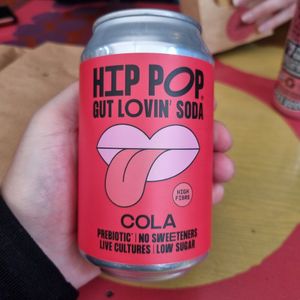 HIP POP
GUT LOVIN' SODA
HIGH
FIBRE
COLA
PREBIOTIC* | NO SWEETENERS
LIVE CULTURES | LOW SUGAR